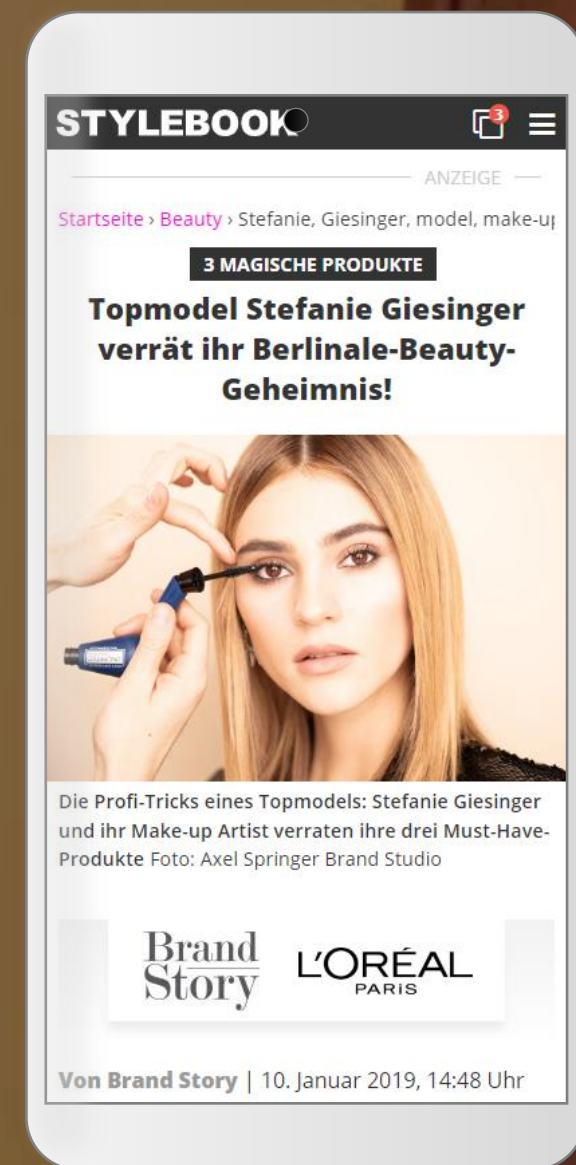 STYLEBOOK
3
ANZEIGE
Startseite › Beauty › Stefanie, Giesinger, model, make-up
3 MAGISCHE PRODUKTE
Topmodel Stefanie Giesinger
verrät ihr Berlinale-Beauty-
Geheimnis!
Die Profi-Tricks eines Topmodels: Stefanie Giesinger
und ihr Make-up Artist verraten ihre drei Must-Have-
Produkte Foto: Axel Springer Brand Studio
Brand
Story
L'ORÉAL
PARiS
Von Brand Story | 10. Januar 2019, 14:48 Uhr